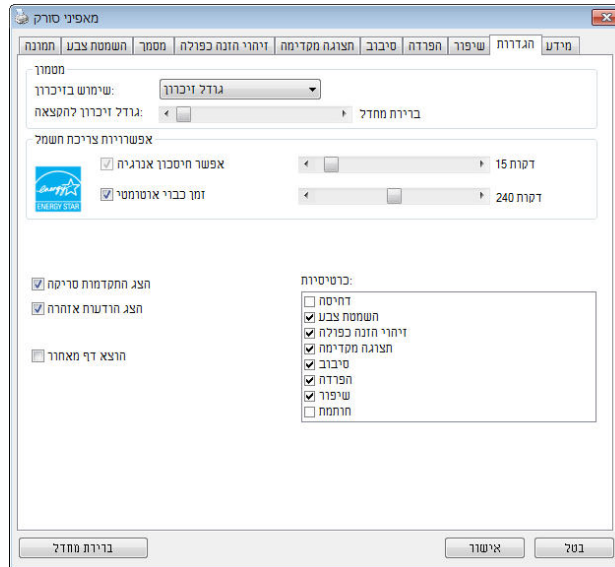 מאפיני סורק
תמונה השמטת צבע מסמך זיהוי הזנה כפולה תצוגה מקדימה סיבוב הפרדה שיפור הגדרות מידע
מטמון
שימוש בזיכרון: גודל זיכרון
גודל זיכרון להקצאה: ברירת מחדל
אפשרויות צריכת חשמל
אפשר חיסכון אנרגיה 15 דקות
זמן כבוי אוטומטי 240 דקות
energy
ENERGY STAR
הצג התקדמות סריקה
הצג הודעות אזהרה
הוצא דף מאחור
כרטיסיות:
דחיסה
השמטת צבע
זיהוי הזנה כפולה
תצוגה מקדימה
סיבוב
הפרדה
שיפור
חותמת
ברירת מחדל אישור בטל